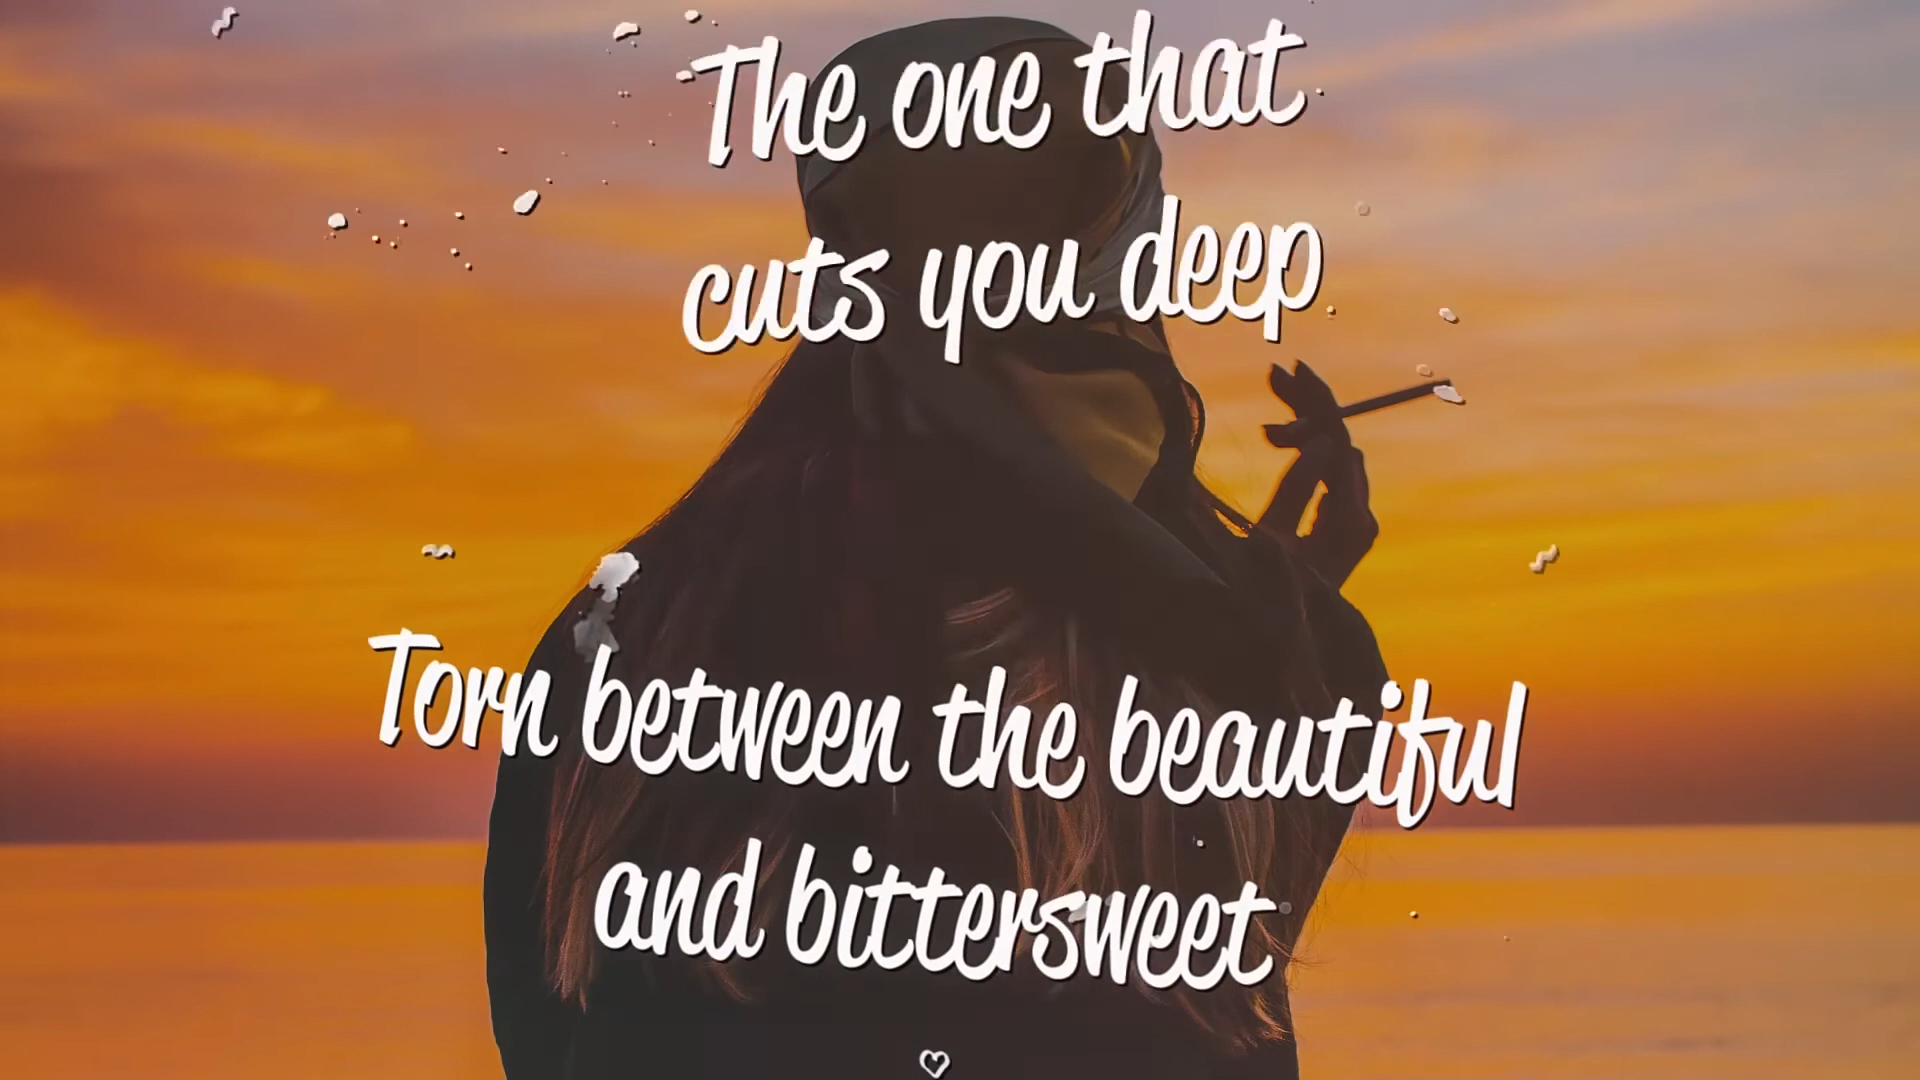 The one that
cuts you deep
Torn between the beautiful
and bittersweet